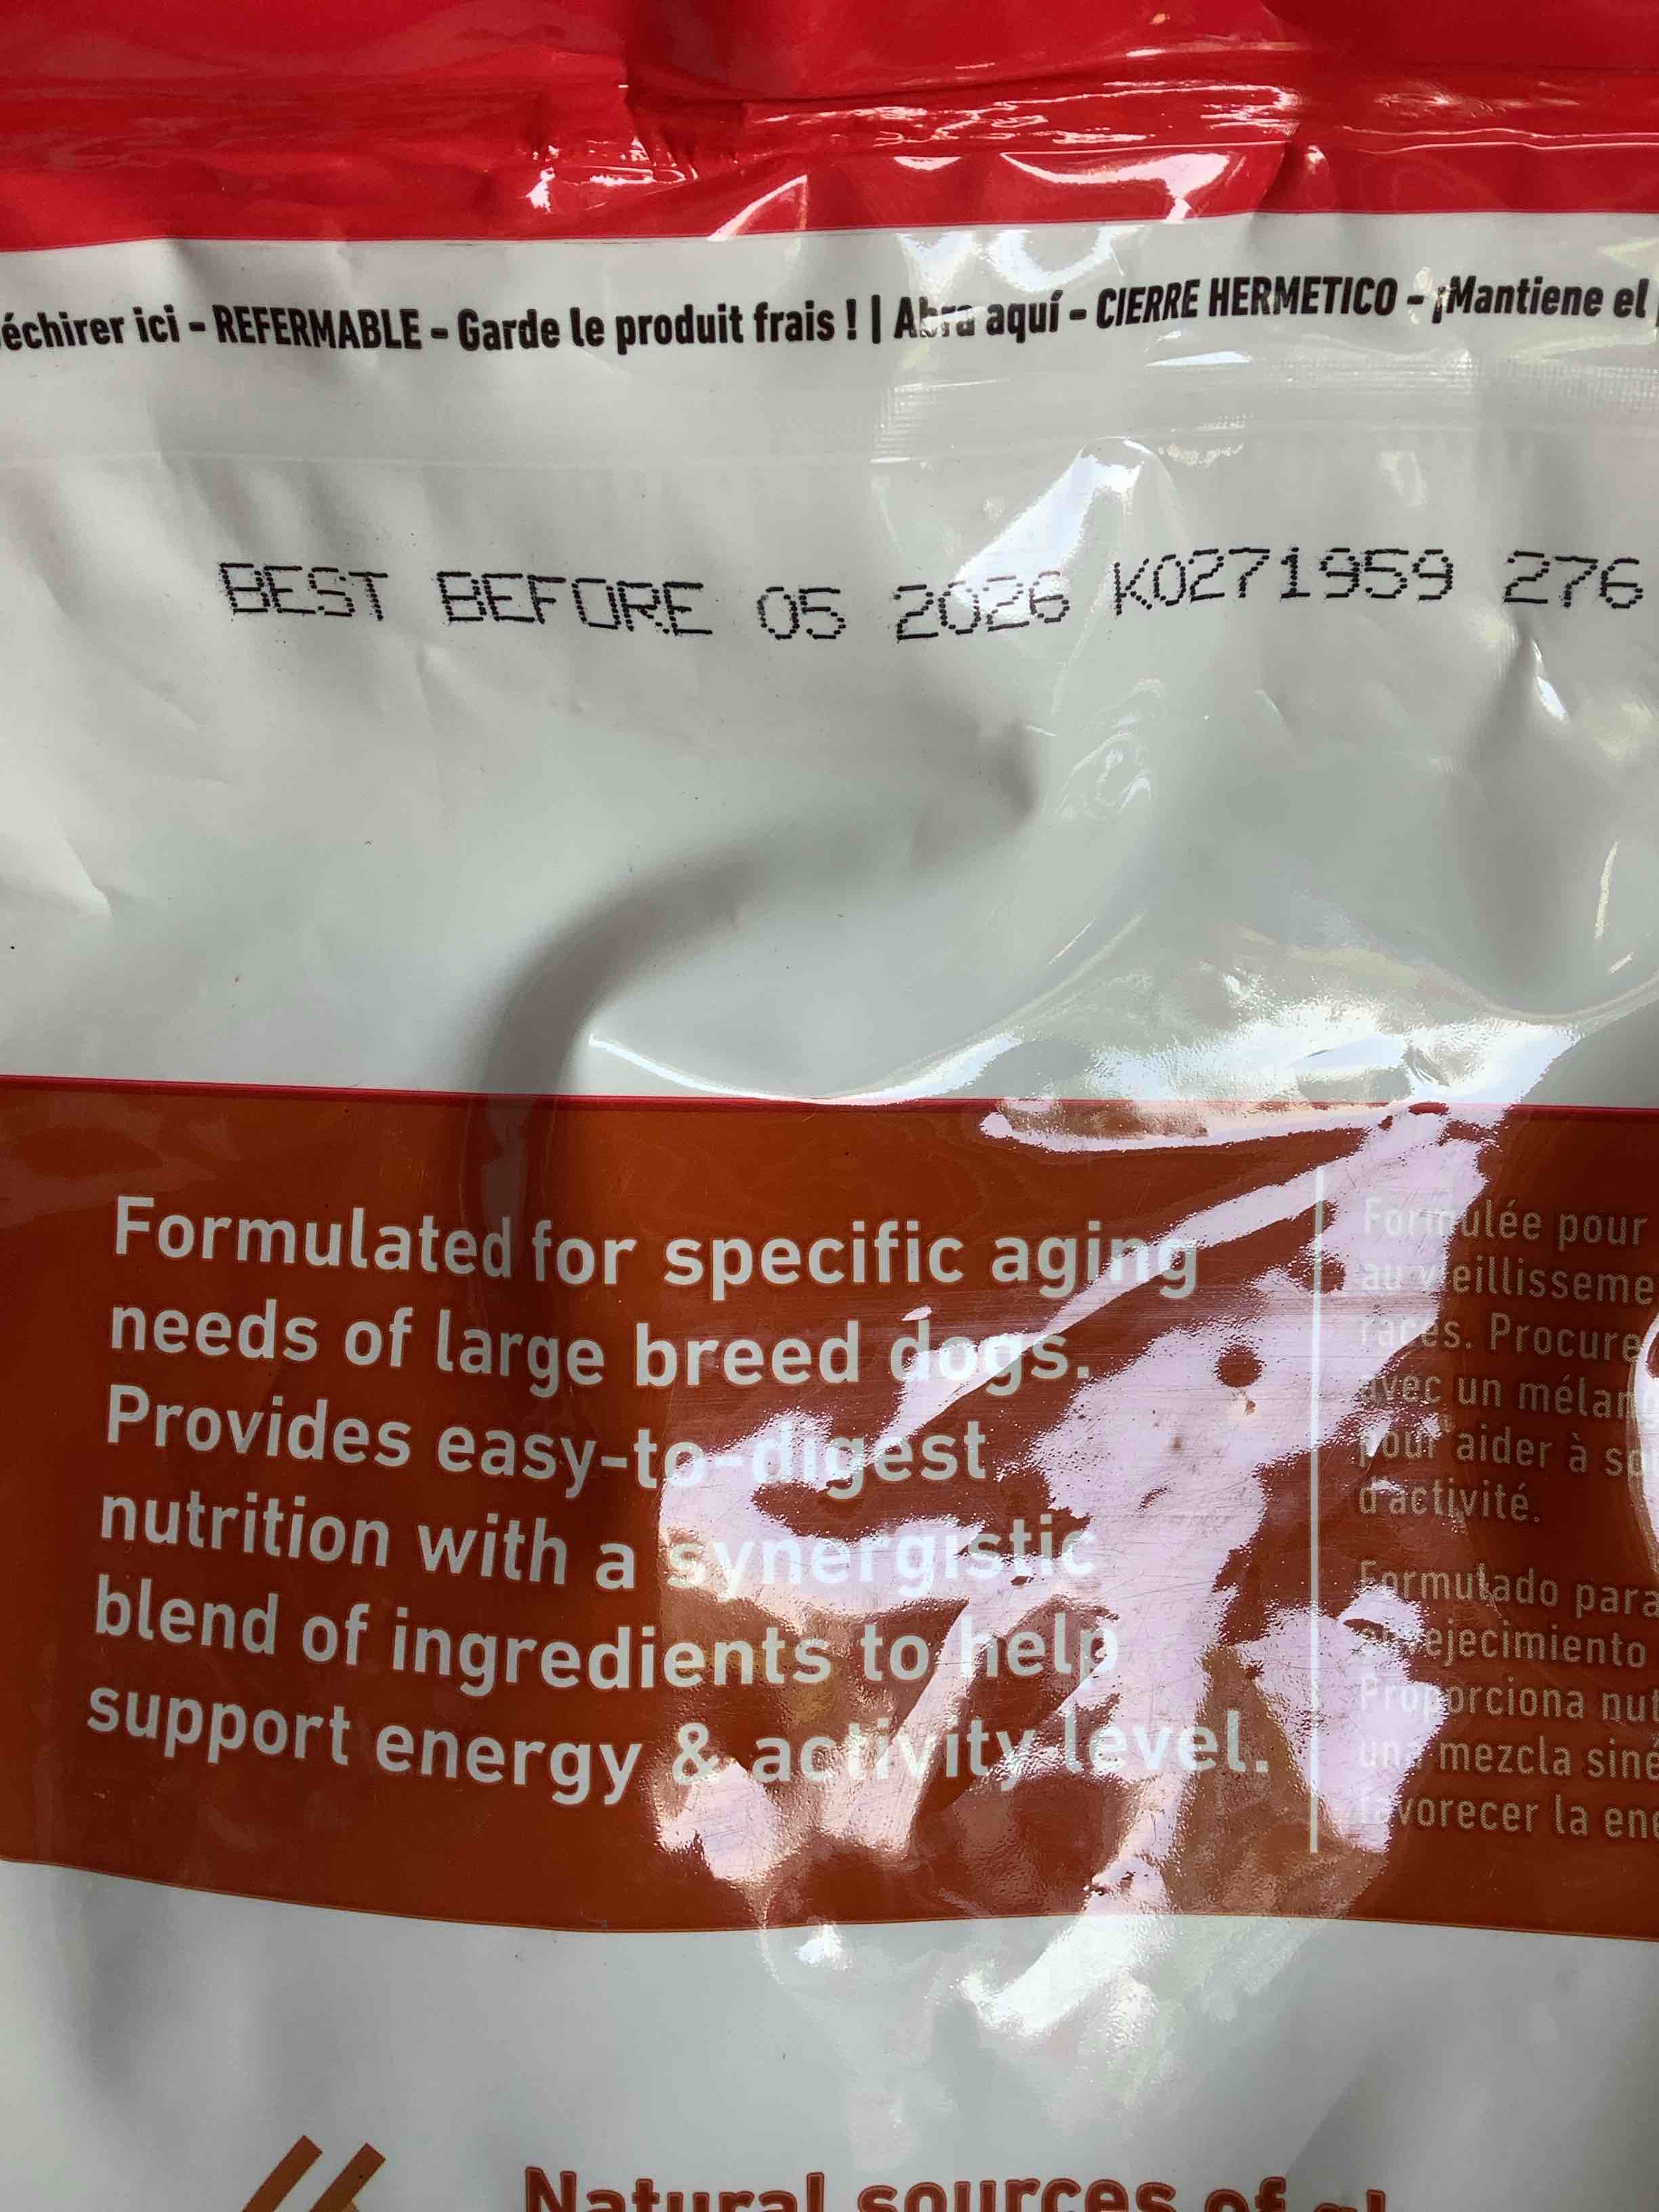 échirer ici - REFERMABLE - Garde le produit frais ! | Abra aquí - CIERRE HERMETICO - ¡Mantiene el
BEST BEFORE 05 2026 K0271959 276
Formulated for specific aging
needs of large breed dogs.
Provides easy-to-digest
nutrition with a synergistic
blend of ingredients to help
support energy & activity level.
Formulée pour
au vieillisseme
races. Procure
avec un mélan
pour aider à so
d'activité.
Formulado para
envejecimiento
Proporciona nut
una mezcla siné
favorecer la ene
Natural sources of